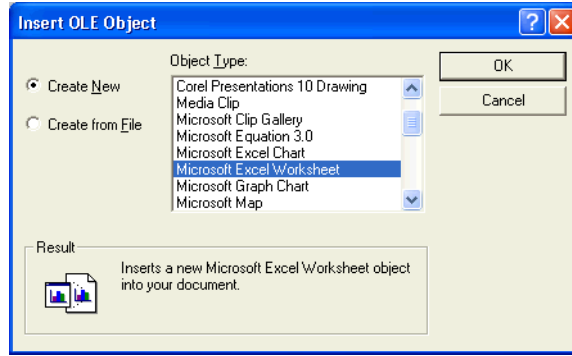 Insert OLE Object
Object Type:
OK
Create New
Corel Presentations 10 Drawing
Media Clip
Cancel
Microsoft Clip Gallery
Create from File
Microsoft Equation 3.0
Microsoft Excel Chart
Microsoft Excel Worksheet
Microsoft Graph Chart
Microsoft Map
Result
Inserts a new Microsoft Excel Worksheet object
into your document.